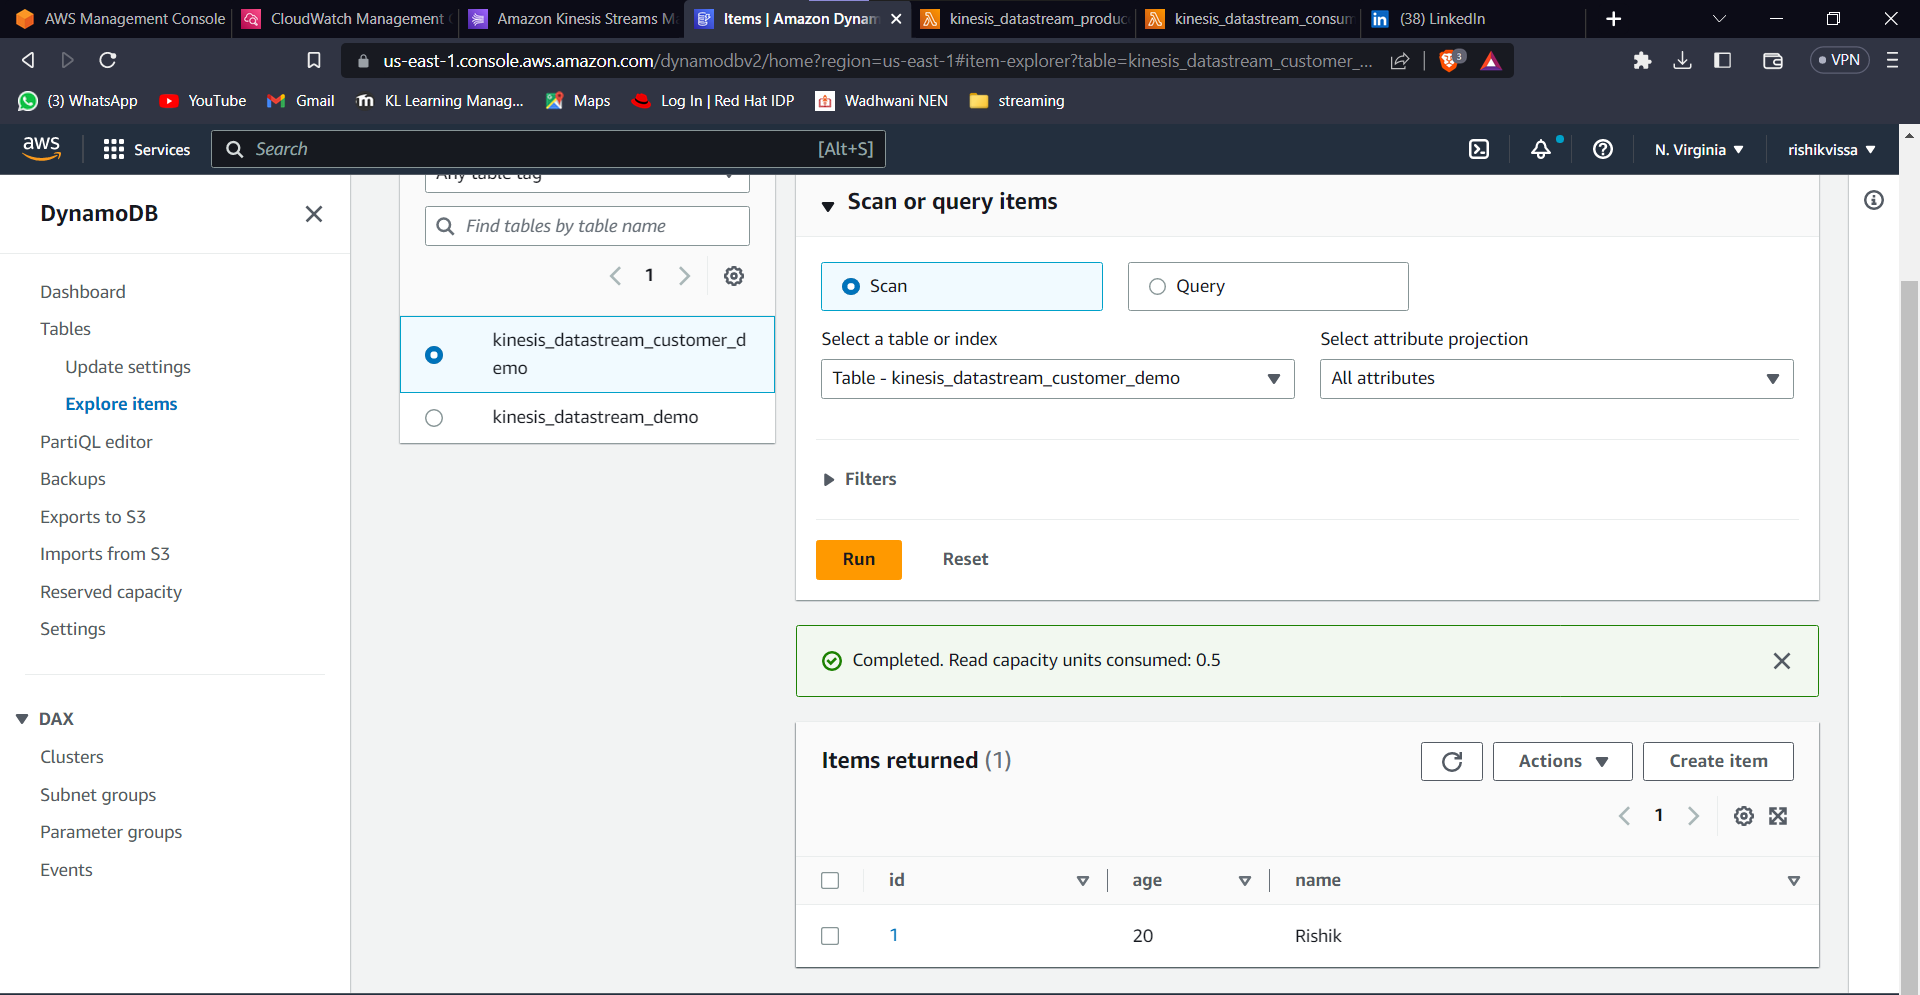 AWS Management Console
CloudWatch Management C
Amazon Kinesis Streams Ma
Items | Amazon Dynam
kinesis_datastream_produc
kinesis_datastream_consum
(38) LinkedIn
us-east-1.console.aws.amazon.com/dynamodbv2/home?region=us-east-1#item-explorer?table=kinesis_datastream_customer_...
3
VPN
(3) WhatsApp
YouTube
Gmail
KL Learning Manag...
Maps
Log In | Red Hat IDP
Wadhwani NEN
streaming
aws
Services
Search
[Alt+S]
N. Virginia
rishikvissa
DynamoDB
Dashboard
Tables
Update settings
Explore items
PartiQL editor
Backups
Exports to S3
Imports from S3
Reserved capacity
Settings
DAX
Clusters
Subnet groups
Parameter groups
Events
Any table tag
Find tables by table name
1
kinesis_datastream_customer_d
emo
kinesis_datastream_demo
Scan or query items
Scan
Query
Select a table or index
Select attribute projection
Table - kinesis_datastream_customer_demo
All attributes
Filters
Run
Reset
Completed. Read capacity units consumed: 0.5
Items returned (1)
Actions
Create item
1
id
age
name
1
20
Rishik